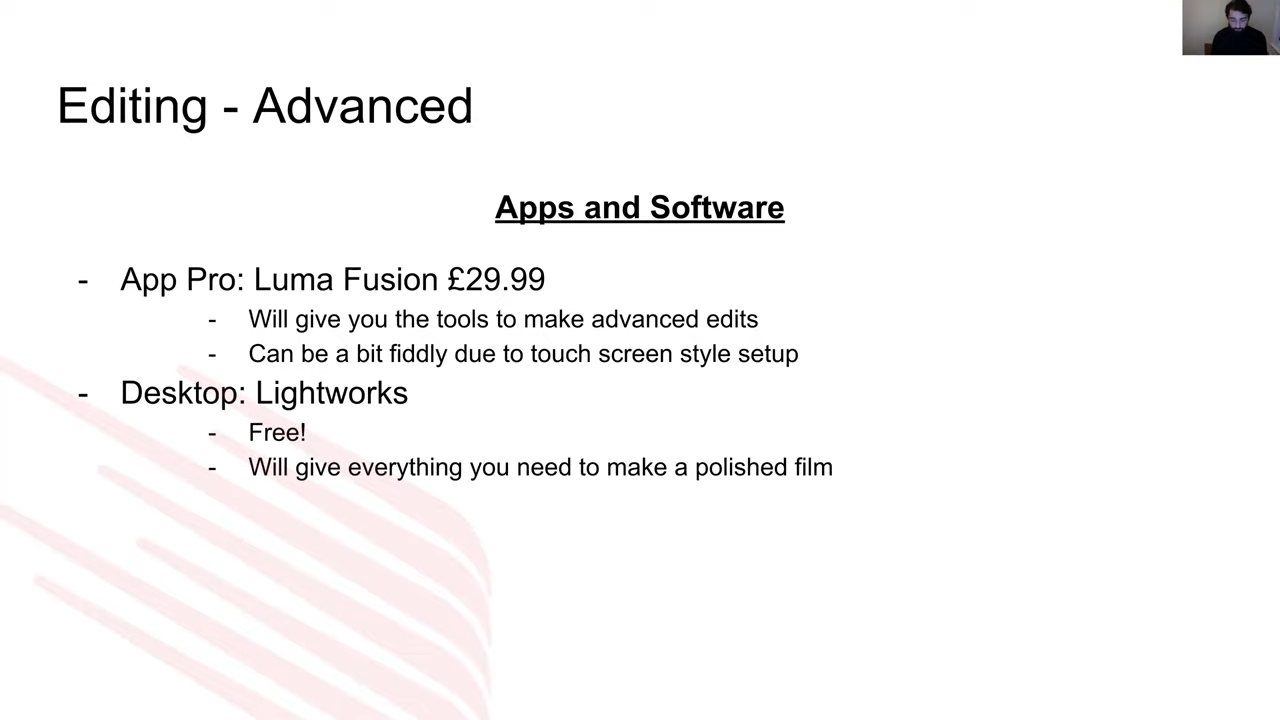 Editing - Advanced
Apps and Software
- App Pro: Luma Fusion £29.99
- Will give you the tools to make advanced edits
- Can be a bit fiddly due to touch screen style setup
- Desktop: Lightworks
- Free!
- Will give everything you need to make a polished film